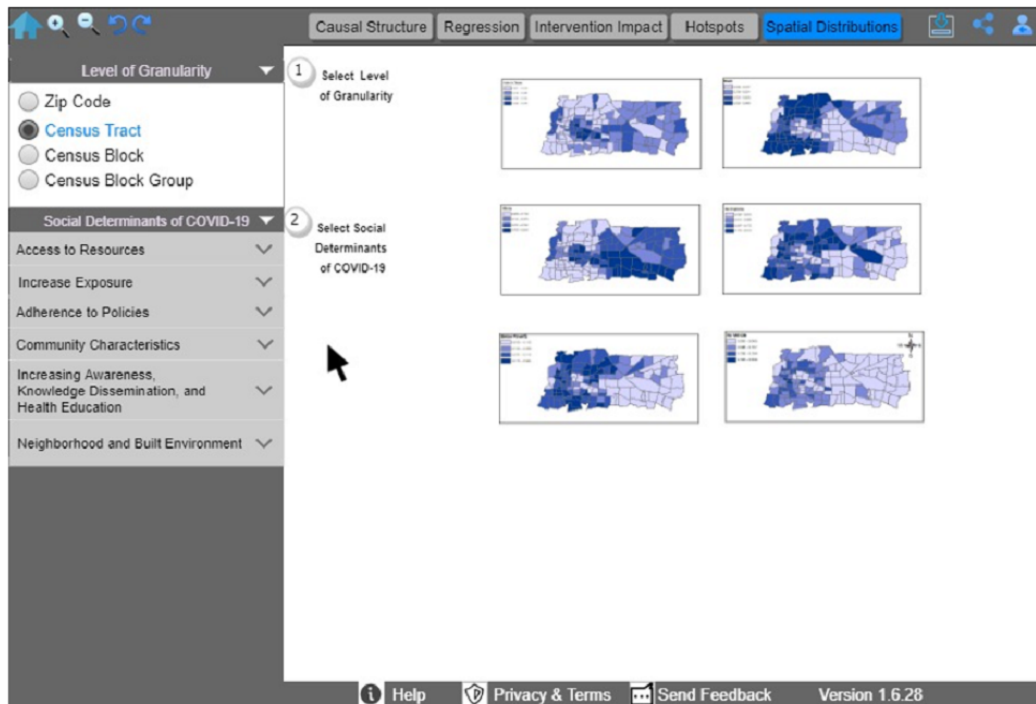 Causal Structure
Regression
Intervention Impact
Hotspots
Spatial Distributions
Level of Granularity
Zip Code
Census Tract
Census Block
Census Block Group
Social Determinants of COVID-19
Access to Resources
Increase Exposure
Adherence to Policies
Community Characteristics
Increasing Awareness,
Knowledge Dissemination, and
Health Education
Neighborhood and Built Environment
1
Select Level
of Granularity
2
Select Social
Determinants
of COVID-19
Help
Privacy & Terms
Send Feedback
Version 1.6.28